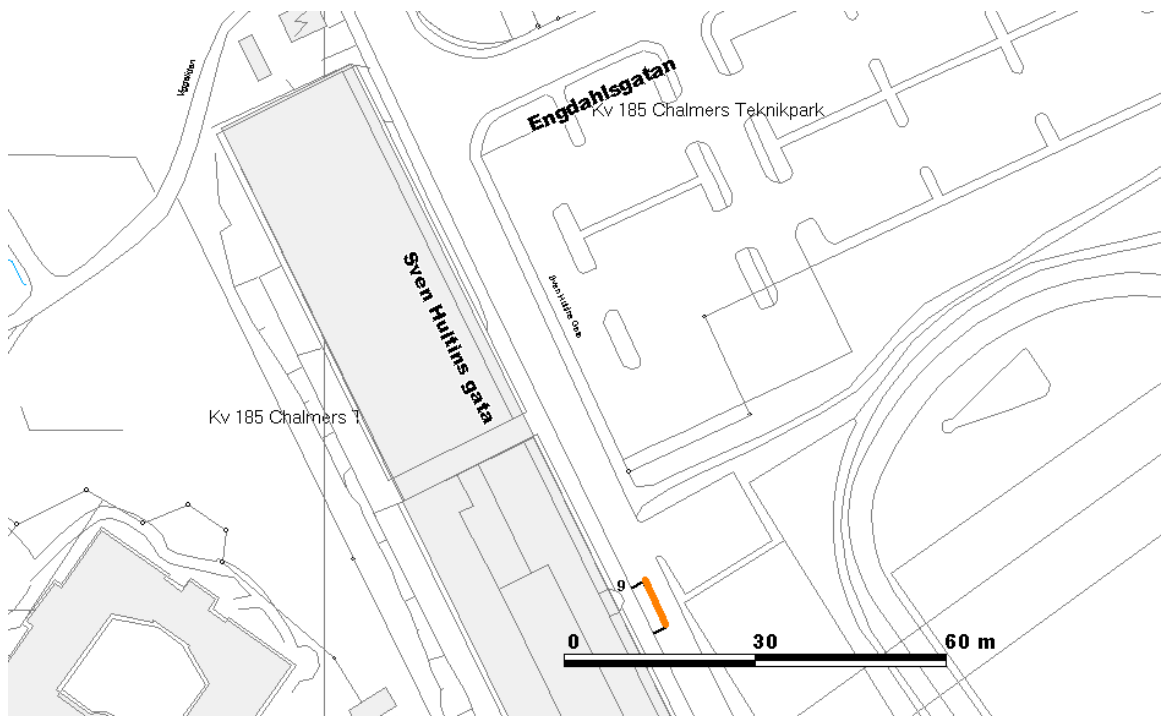 Engdahlsgatan
Kv 185 Chalmers Teknikpark
Sven Hultins gata
Kv 185 Chalmers T
9
0 30 60 m